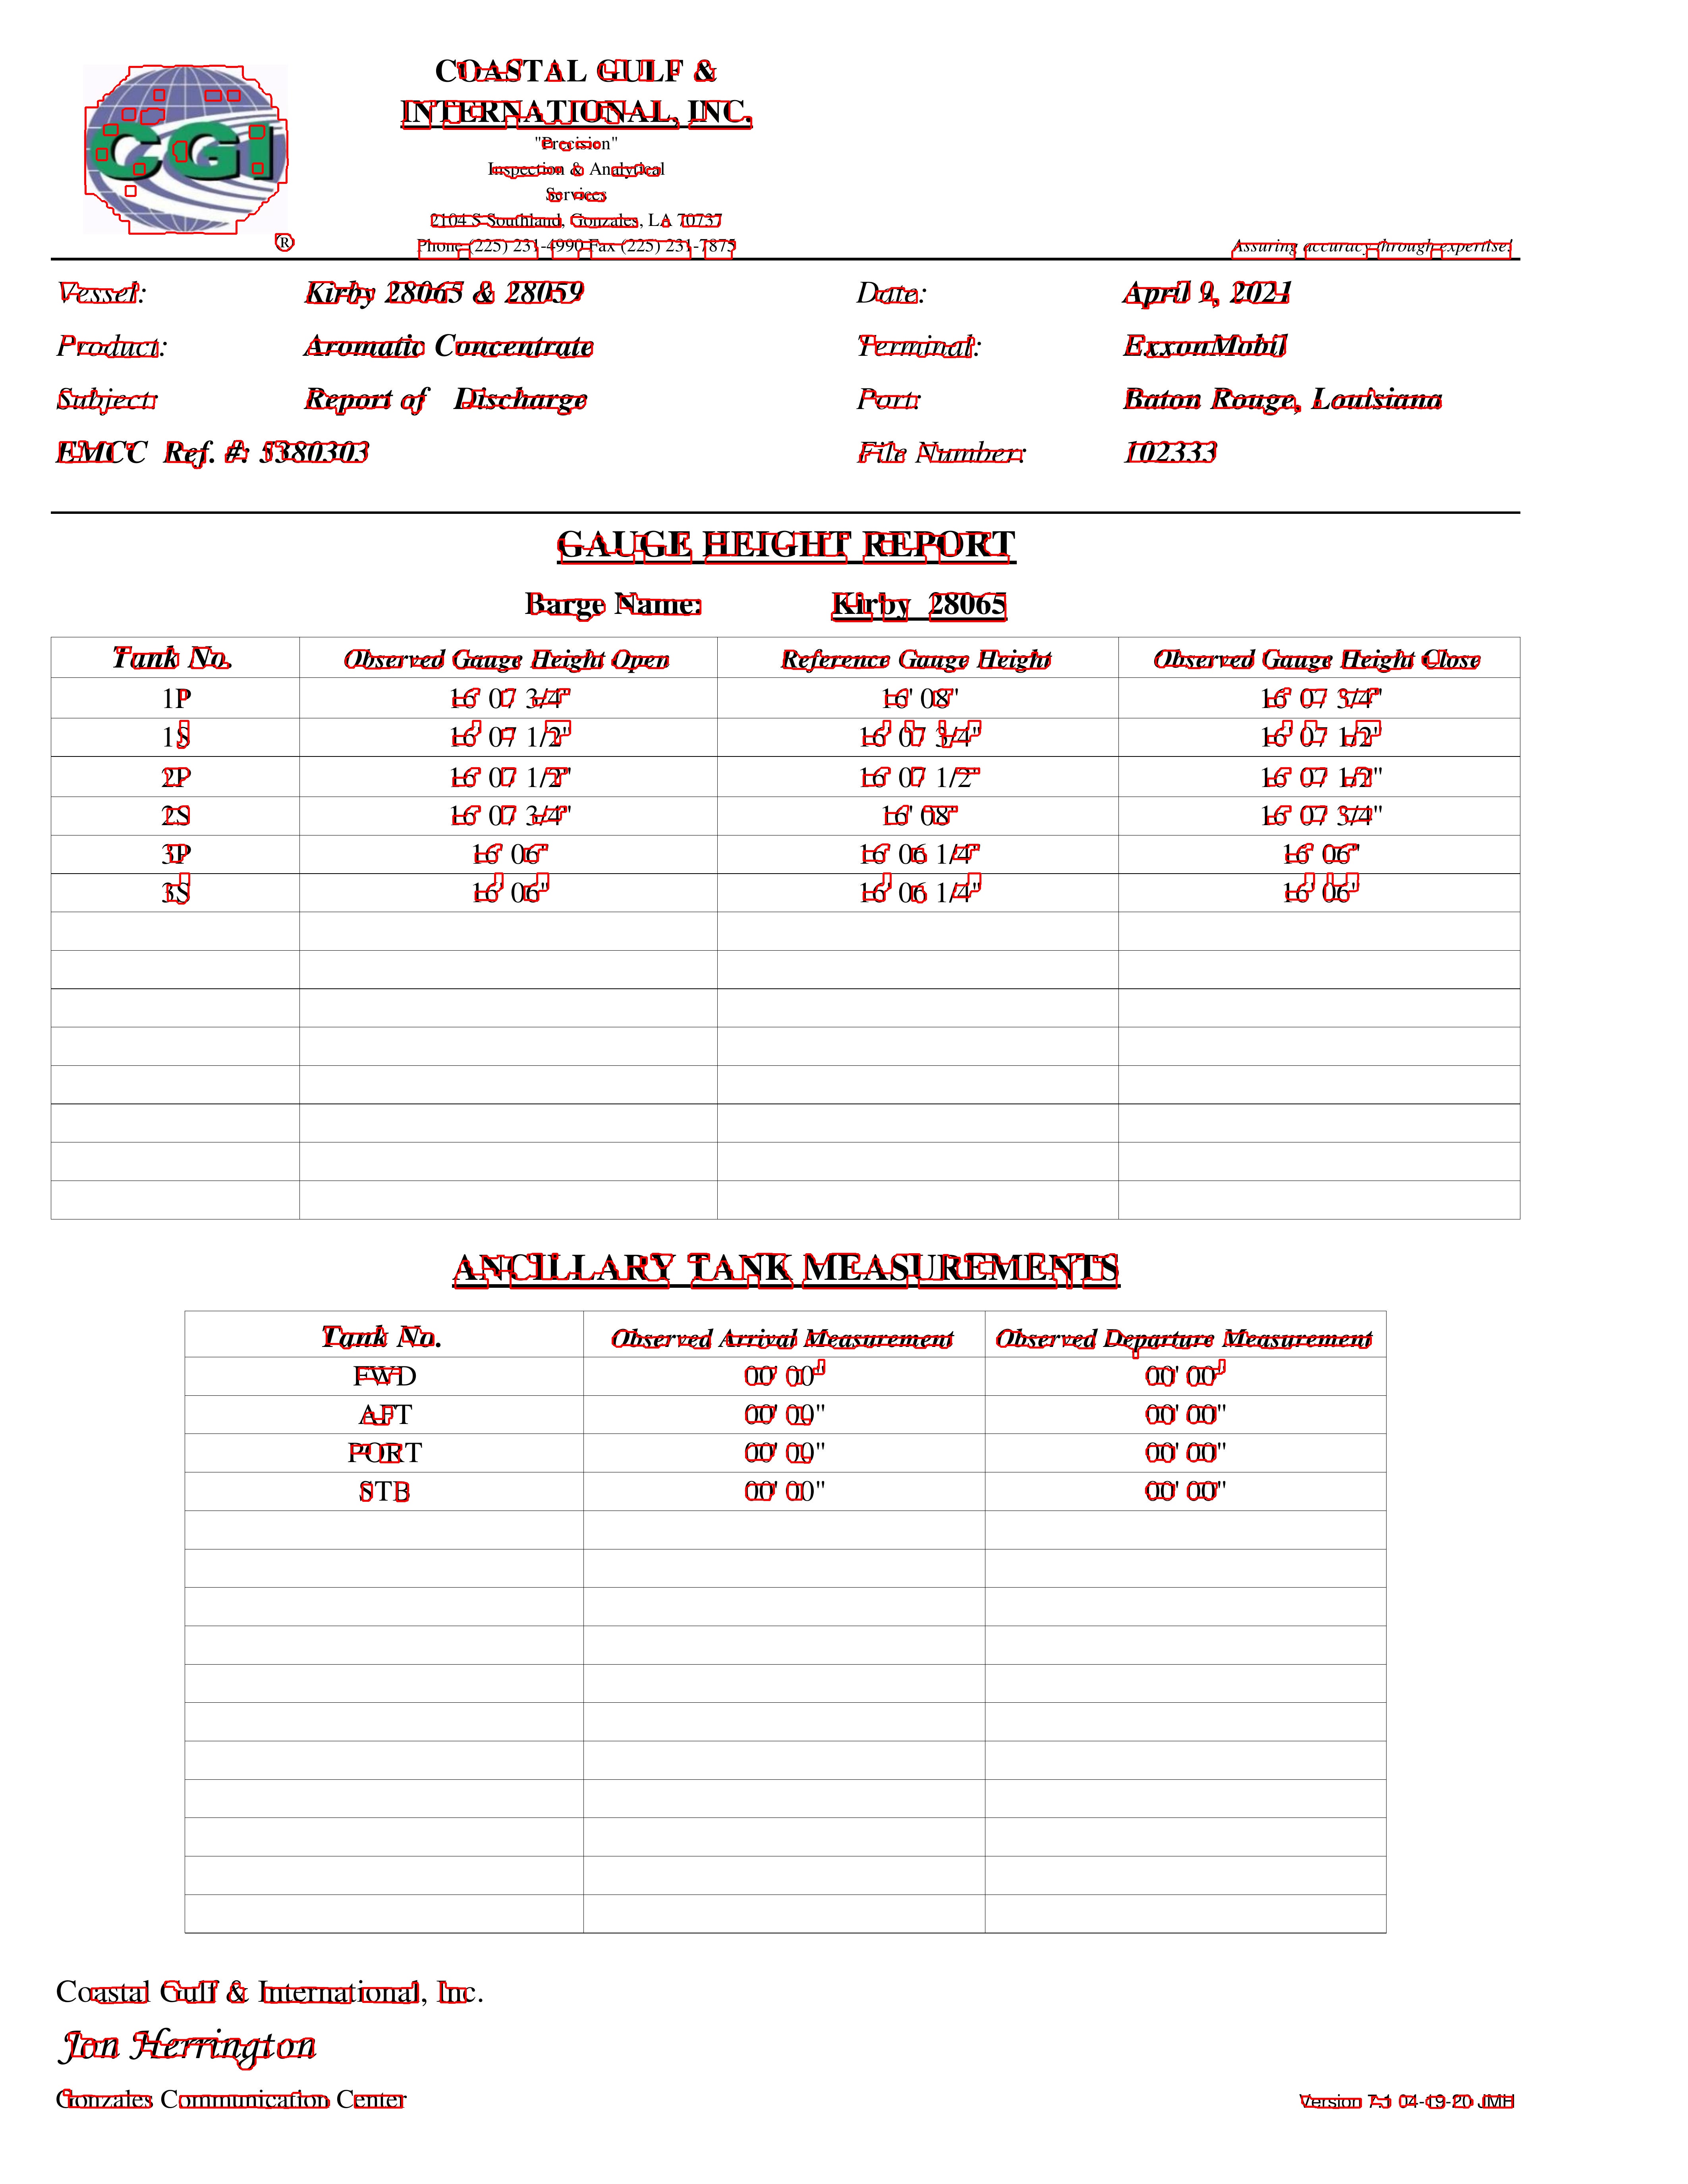 COASTAL GULF &
INTERNATIONAL, INC.
"Precision"
Inspection & Analytical
Services
2104 S Southland, Gonzales, LA 70737
Phone (225) 231-4990 Fax (225) 231-7875
CGI
®
Assuring accuracy through expertise!
Vessel: Kirby 28065 & 28059 Date: April 9, 2021
Product: Aromatic Concentrate Terminal: ExxonMobil
Subject: Report of Discharge Port: Baton Rouge, Louisiana
EMCC Ref. #: 5380303 File Number: 102333
GAUGE HEIGHT REPORT
Barge Name: Kirby 28065
Tank No. Observed Gauge Height Open Reference Gauge Height Observed Gauge Height Close
1P 16' 07 3/4" 16' 08" 16' 07 3/4"
1S 16' 07 1/2" 16' 07 3/4" 16' 07 1/2"
2P 16' 07 1/2" 16' 07 1/2" 16' 07 1/2"
2S 16' 07 3/4" 16' 08" 16' 07 3/4"
3P 16' 06" 16' 06 1/4" 16' 06"
3S 16' 06" 16' 06 1/4" 16' 06"
ANCILLARY TANK MEASUREMENTS
Tank No. Observed Arrival Measurement Observed Departure Measurement
FWD 00' 00" 00' 00"
AFT 00' 00" 00' 00"
PORT 00' 00" 00' 00"
STB 00' 00" 00' 00"
Coastal Gulf & International, Inc.
Jon Herrington
Gonzales Communication Center
Version 7.1 04-19-20 JMH